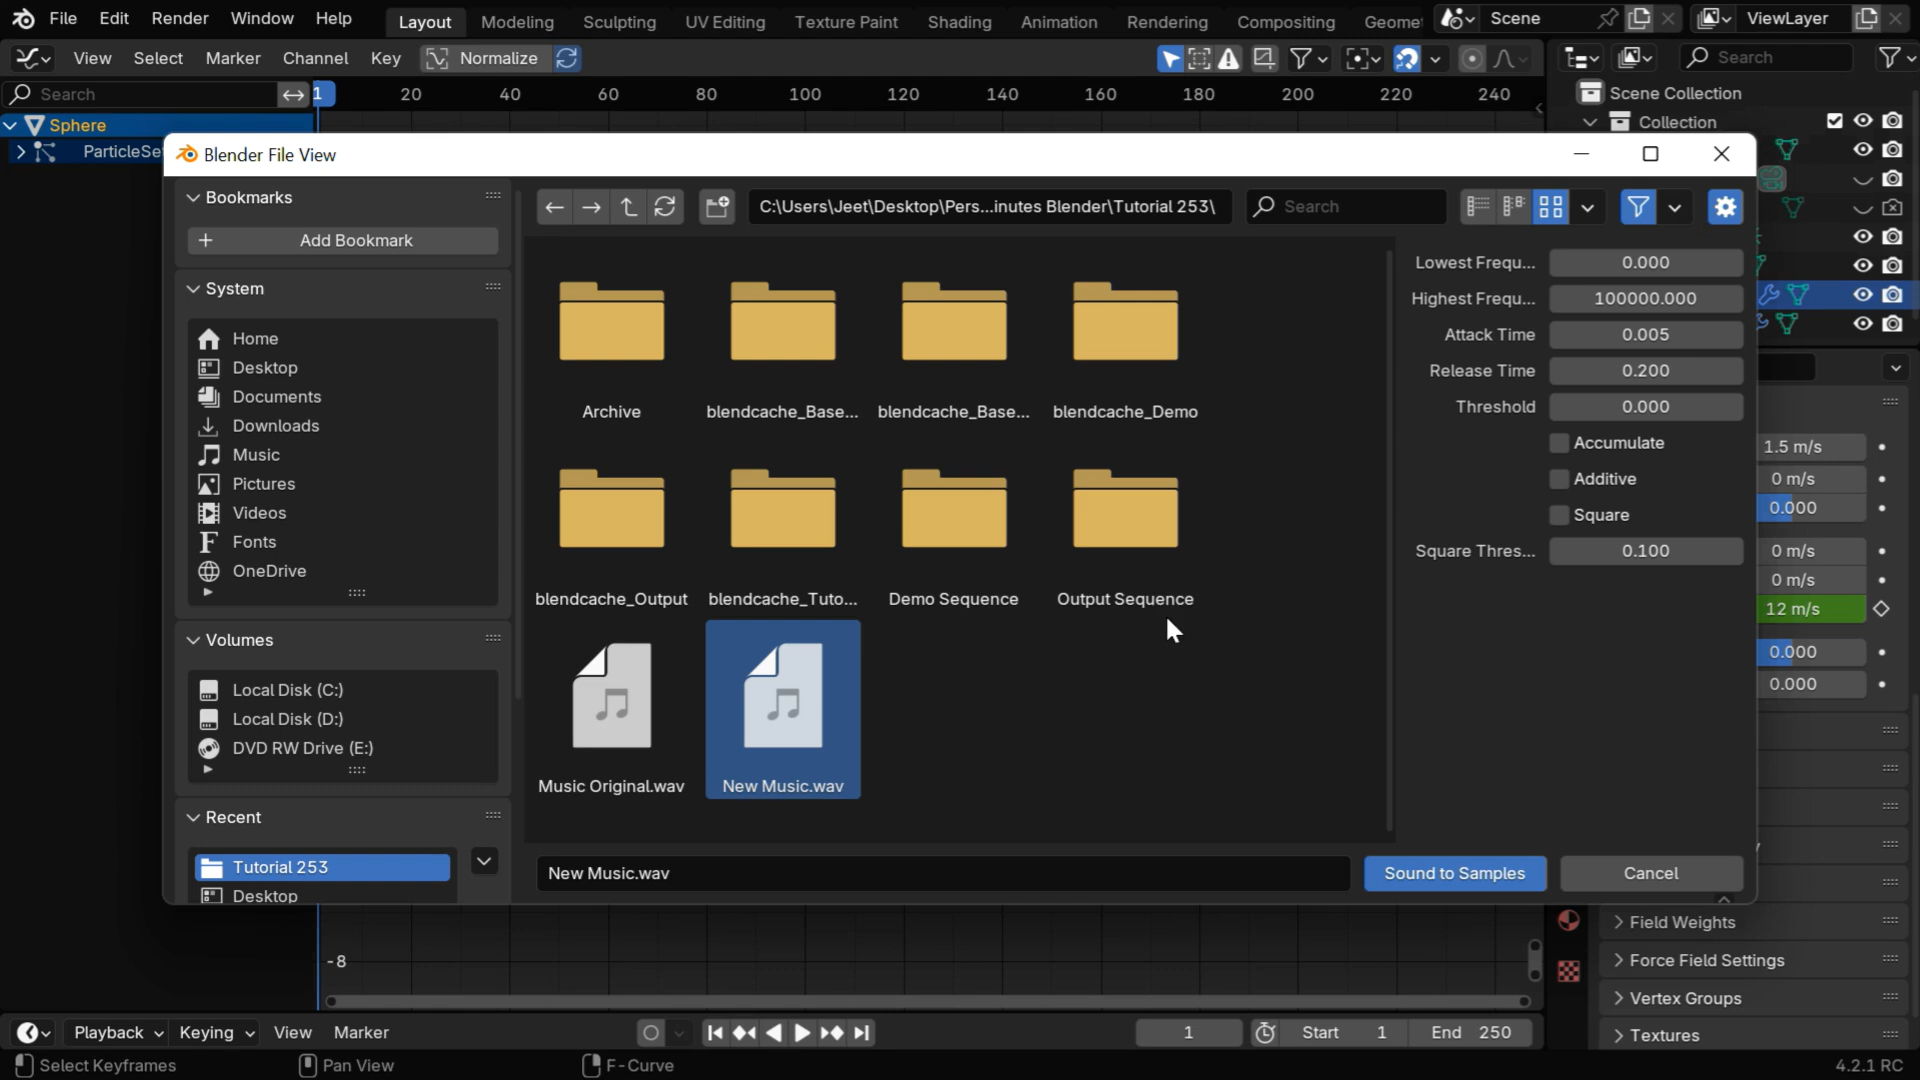 File Edit Render Window Help Layout Modeling Sculpting UV Editing Texture Paint Shading Animation Rendering Compositing Geomet Scene ViewLayer
View Select Marker Channel Key Normalize Search
Search 1 20 40 60 80 100 120 140 160 180 200 220 240 Scene Collection
Sphere Collection
ParticleSe
Blender File View
Bookmarks C:\Users\Jeet\Desktop\Pers...inutes Blender\Tutorial 253\ Search
+ Add Bookmark
System
Home
Desktop
Documents
Downloads
Music
Pictures
Videos
Fonts
OneDrive
Volumes
Local Disk (C:)
Local Disk (D:)
DVD RW Drive (E:)
Recent
Tutorial 253
Desktop
Archive blendcache_Base... blendcache_Base... blendcache_Demo
blendcache_Output blendcache_Tuto... Demo Sequence Output Sequence
Music Original.wav New Music.wav
New Music.wav Sound to Samples Cancel
Lowest Frequ... 0.000
Highest Frequ... 100000.000
Attack Time 0.005
Release Time 0.200
Threshold 0.000
Accumulate
Additive
Square
Square Thres... 0.100
1.5 m/s
0 m/s
0.000
0 m/s
0 m/s
12 m/s
0.000
0.000
Field Weights
Force Field Settings
Vertex Groups
Textures
-8
Playback Keying View Marker 1 Start 1 End 250
Select Keyframes Pan View F-Curve 4.2.1 RC